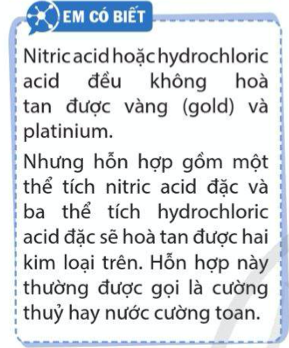 EM CÓ BIẾT
Nitric acid hoặc hydrochloric
acid đều không hoà
tan được vàng (gold) và
platinium.
Nhưng hỗn hợp gồm một
thể tích nitric acid đặc và
ba thể tích hydrochloric
acid đặc sẽ hoà tan được hai
kim loại trên. Hỗn hợp này
thường được gọi là cường
thuỷ hay nước cường toan.